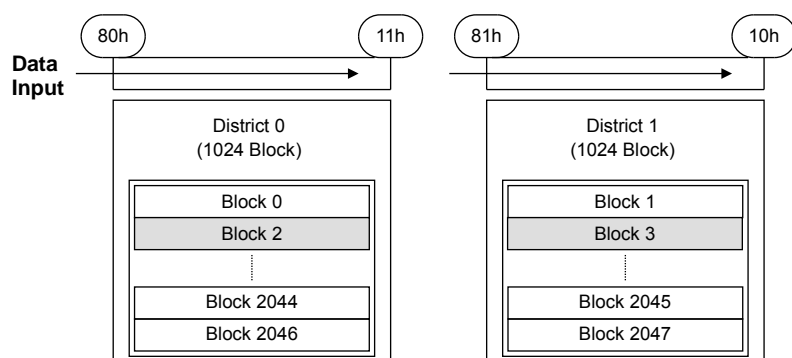 80h 11h 81h 10h
Data
Input
District 0 District 1
(1024 Block) (1024 Block)
Block 0 Block 1
Block 2 Block 3
Block 2044 Block 2045
Block 2046 Block 2047